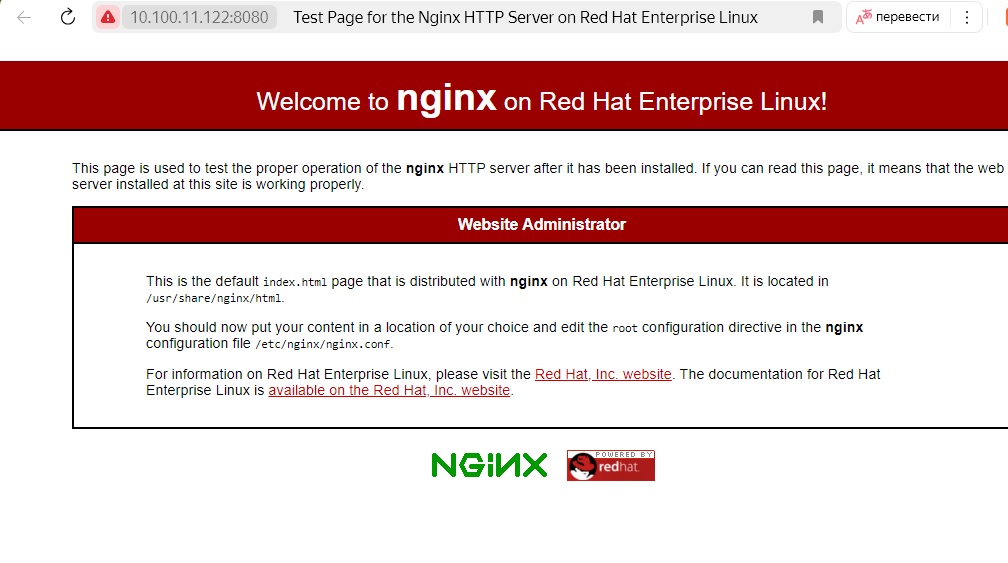 10.100.11.122:8080 Test Page for the Nginx HTTP Server on Red Hat Enterprise Linux перевести
Welcome to nginx on Red Hat Enterprise Linux!
This page is used to test the proper operation of the nginx HTTP server after it has been installed. If you can read this page, it means that the web
server installed at this site is working properly.
Website Administrator
This is the default index.html page that is distributed with nginx on Red Hat Enterprise Linux. It is located in
/usr/share/nginx/html.
You should now put your content in a location of your choice and edit the root configuration directive in the nginx
configuration file /etc/nginx/nginx.conf.
For information on Red Hat Enterprise Linux, please visit the Red Hat, Inc. website. The documentation for Red Hat
Enterprise Linux is available on the Red Hat, Inc. website.
NGiNX
POWERED BY
redhat.